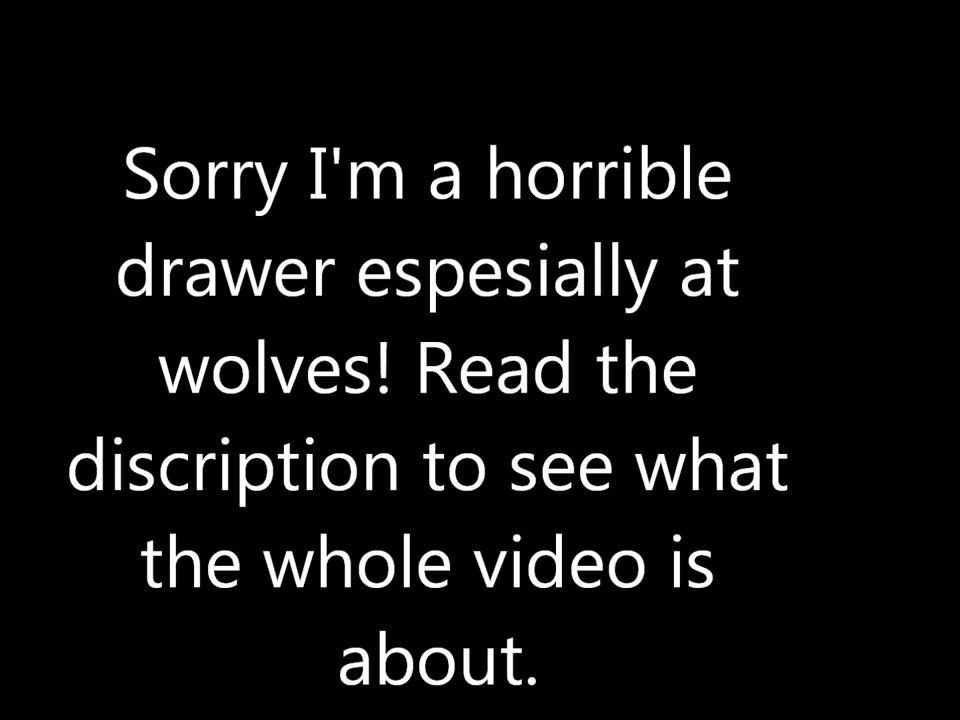 Sorry I'm a horrible
drawer espesially at
wolves! Read the
discription to see what
the whole video is
about.